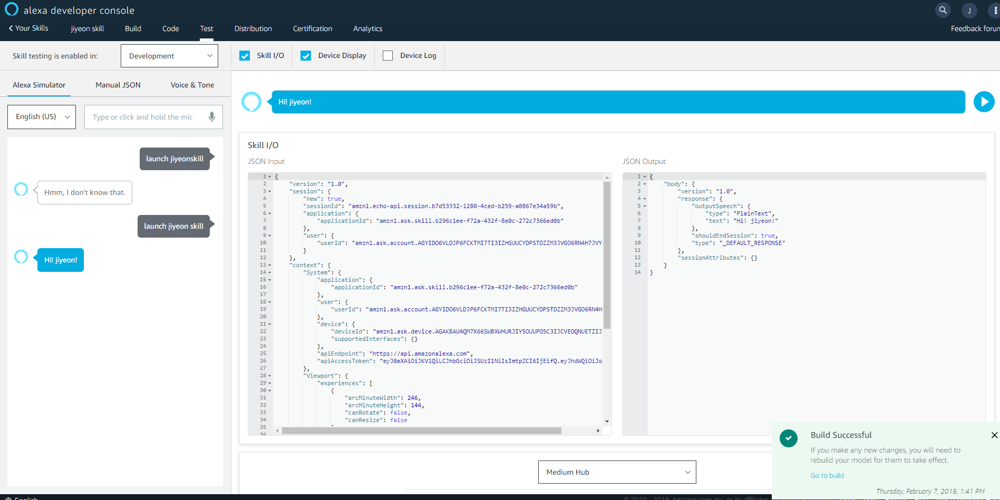 alexa developer console
J
Your Skills
jiyeon skill
Build
Code
Test
Distribution
Certification
Analytics
Feedback forun
Skill testing is enabled in:
Development
Skill I/O
Device Display
Device Log
Alexa Simulator
Manual JSON
Voice & Tone
English (US)
Type or click and hold the mic
launch jiyeonskill
Hmm, I don't know that.
launch jiyeon skill
Hi! jiyeon!
Hi! jiyeon!
Skill I/O
JSON Input
1 {
2 "version": "1.0",
3 "session": {
4 "new": true,
5 "sessionId": "amzn1.echo-api.session.b7d53332-1280-4ced-b259-a0867e34a59b",
6 "application": {
7 "applicationId": "amzn1.ask.skill.b296c1ee-f72a-432f-8e0c-272c7366ed0b"
8 },
9 "user": {
10 "userId": "amzn1.ask.account.AGYIDO6VLDJP6FCKTMI7TI3IZHGUUCYDPSTDZZM3JVGO6RN4H7JVY
11 }
12 },
13 "context": {
14 "System": {
15 "application": {
16 "applicationId": "amzn1.ask.skill.b296c1ee-f72a-432f-8e0c-272c7366ed0b"
17 },
18 "user": {
19 "userId": "amzn1.ask.account.AGYIDO6VLDJP6FCKTMI7TI3IZHGUUCYDPSTDZZM3JVGO6RN4H
20 },
21 "device": {
22 "deviceId": "amzn1.ask.device.AGAKBAU4QM7X66SWBXWHURJIY5OUUPO5C3IJCVEOQNUETZIJ
23 "supportedInterfaces": {}
24 },
25 "apiEndpoint": "https://api.amazonalexa.com",
26 "apiAccessToken": "eyJ0eXAiOiJKV1QiLCJhbGciOiJSUzI1NiIsImtpZCI6IjEifQ.eyJhdWQiOiJo
27 },
28 "Viewport": {
29 "experiences": [
30 {
31 "arcMinuteWidth": 246,
32 "arcMinuteHeight": 144,
33 "canRotate": false,
34 "canResize": false
35
36
JSON Output
1 {
2 "body": {
3 "version": "1.0",
4 "response": {
5 "outputSpeech": {
6 "type": "PlainText",
7 "text": "Hi! jiyeon!"
8 },
9 "shouldEndSession": true,
10 "type": "_DEFAULT_RESPONSE"
11 },
12 "sessionAttributes": {}
13 }
14 }
Medium Hub
Build Successful
If you make any new changes, you will need to
rebuild your model for them to take effect.
Go to build
Thursday, February 7, 2019, 1:41 PM
English
© 2010 - 2018, Amazon.com, Inc. or its affiliates